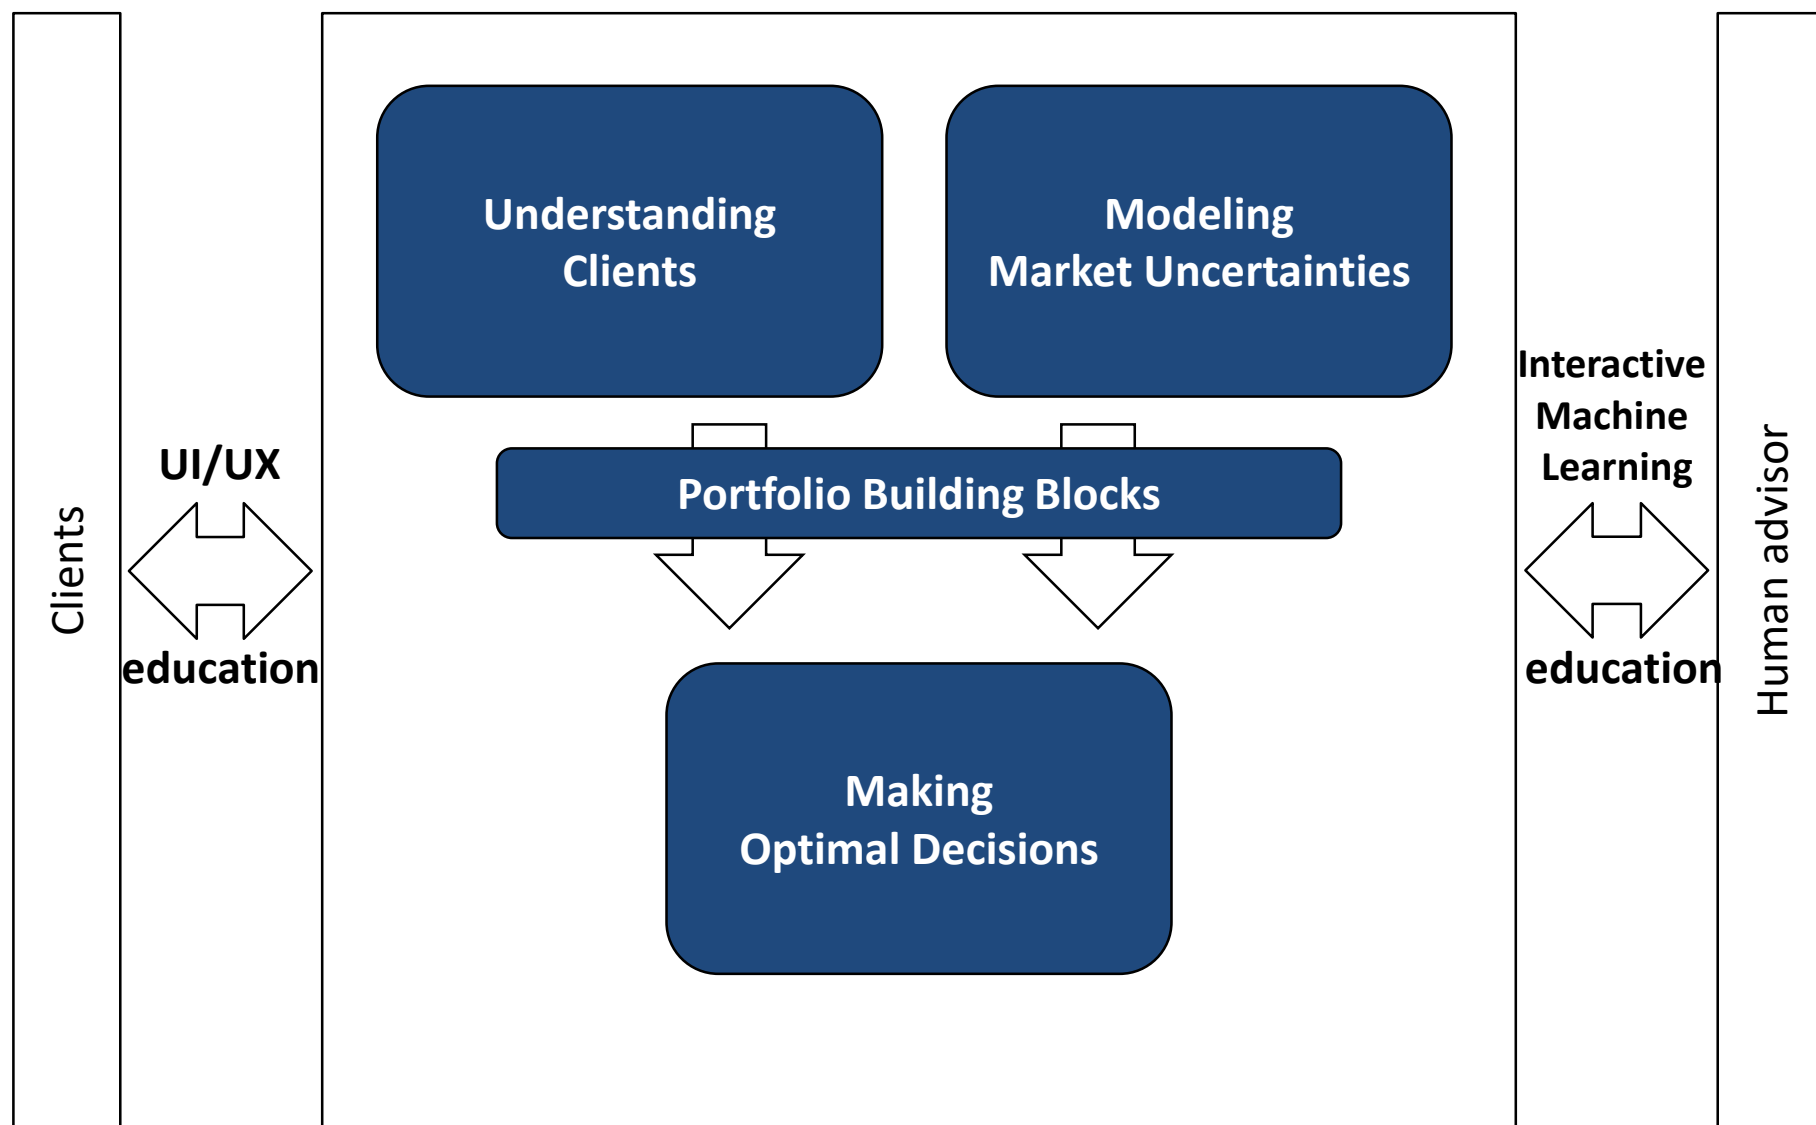 Clients
UI/UX
education
Understanding
Clients
Modeling
Market Uncertainties
Portfolio Building Blocks
Making
Optimal Decisions
Interactive
Machine
Learning
education
Human advisor